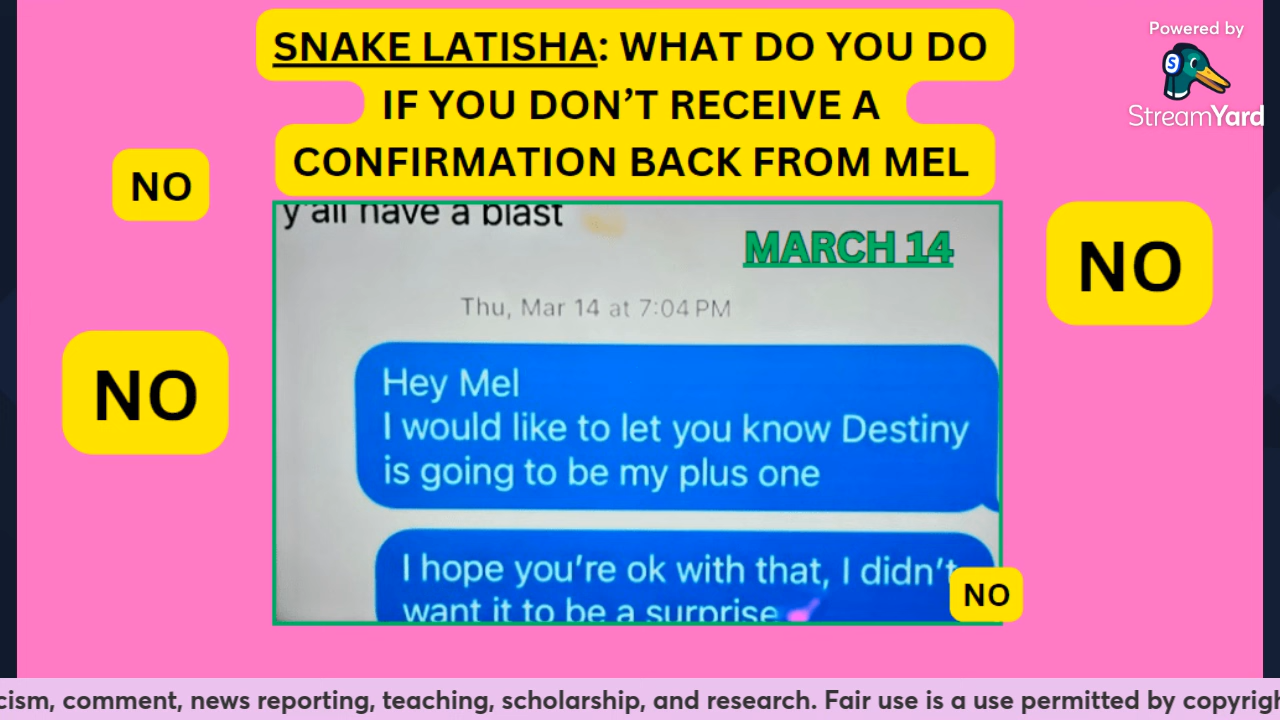 Powered by
StreamYard
SNAKE LATISHA: WHAT DO YOU DO
IF YOU DON'T RECEIVE A
CONFIRMATION BACK FROM MEL
NO
NO
NO
NO
y'all have a blast
MARCH 14
Thu, Mar 14 at 7:04 PM
Hey Mel
I would like to let you know Destiny
is going to be my plus one
I hope you're ok with that, I didn't
want it to be a surprise
comment, news reporting, teaching, scholarship, and research. Fair use is a use permitted by